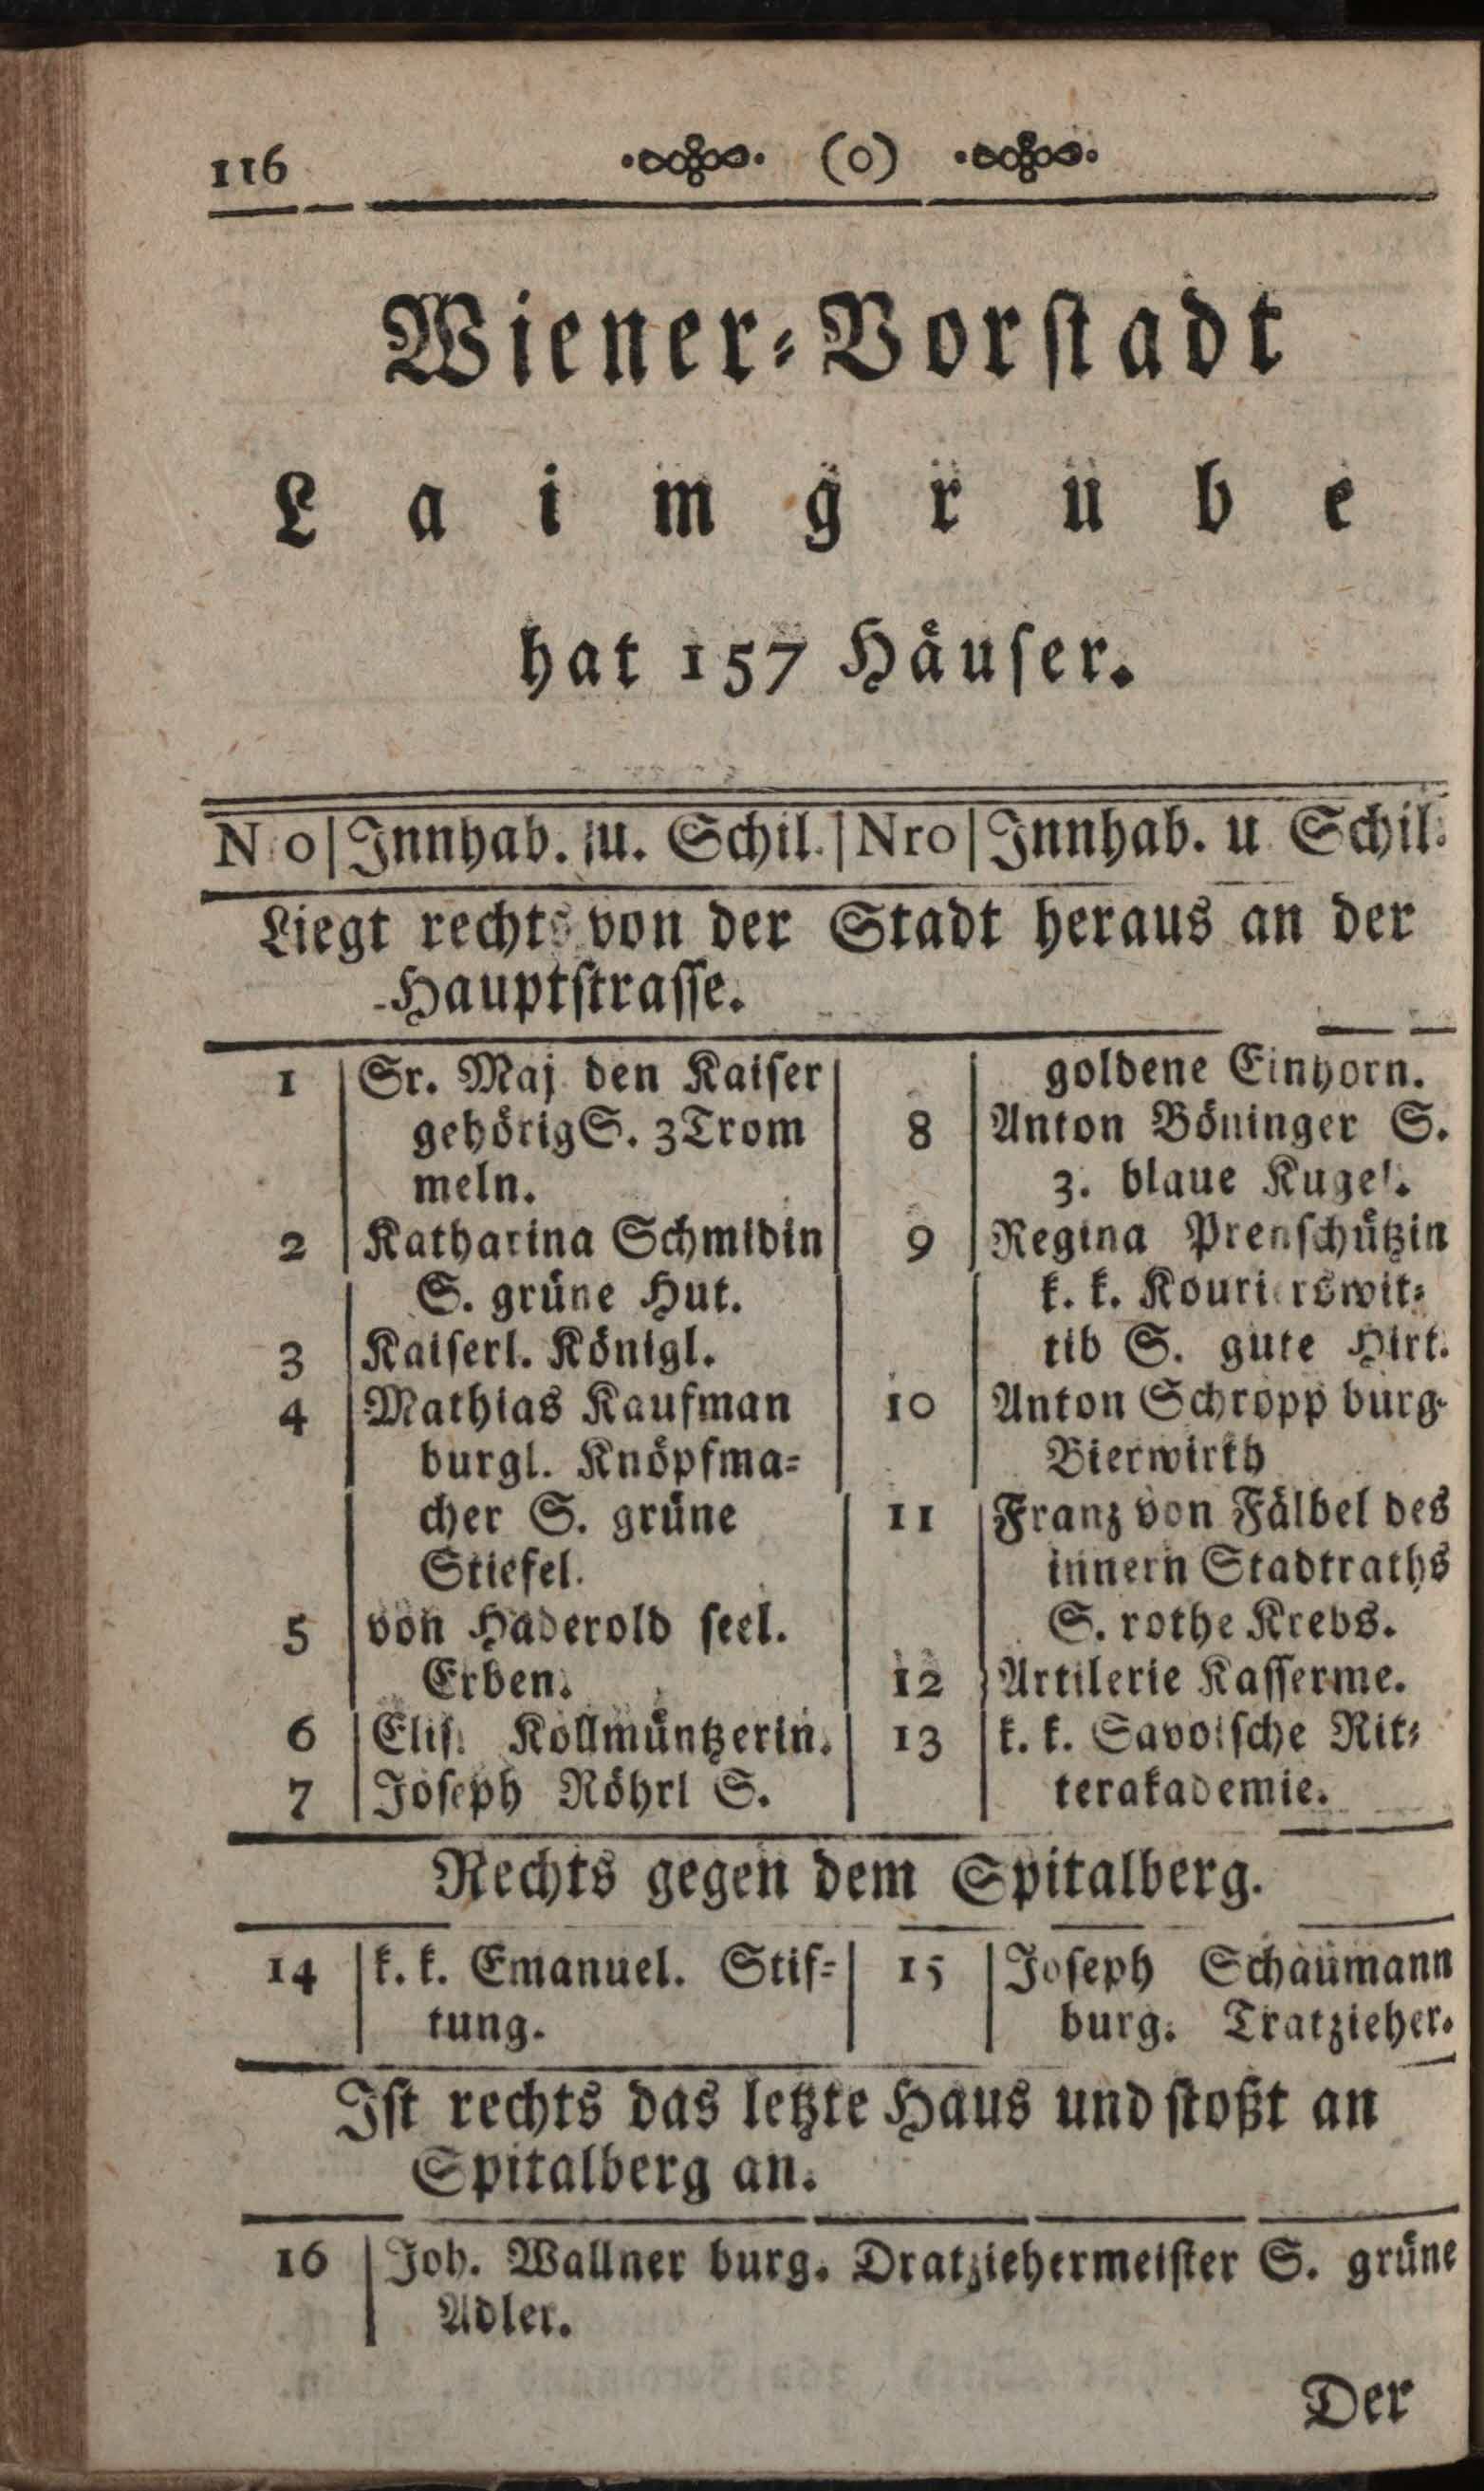 116 (o)
Wiener-Vorstadt
Laimgrübe
hat 157 Häuser.
Nro Innhab. u. Schil. Nro Innhab. u Schil.
Liegt rechts von der Stadt heraus an der
Hauptstrasse.
1 Sr. Maj den Kaiser
gehörig S. 3 Trom
meln.
2 Katharina Schmidin
S. grüne Hut.
3 Kaiserl. Königl.
4 Mathias Kaufman
burgl. Knöpfma-
cher S. grüne
Stiefel.
5 von Haderold seel.
Erben.
6 Elis. Kollmüntzerin.
7 Joseph Röhrl S.
goldene Einhorn.
8 Anton Böninger S.
z. blaue Kugel.
9 Regina Prenschützin
k. k. Kourierswit-
tib S. gute Hirt.
10 Anton Schropp burg.
Bierwirth
11 Franz von Fälbel des
innern Stadtraths
S. rothe Krebs.
12 Artilerie Kasserme.
13 k. k. Savoische Rit-
terakademie.
Rechts gegen dem Spitalberg.
14 k. k. Emanuel. Stif-
tung.
15 Joseph Schaumann
burg. Tratzieher.
Ist rechts das letzte Haus und stoßt an
Spitalberg an.
16 Joh. Wallner burg. Dratziehermeister S. grüne
Adler.
Der